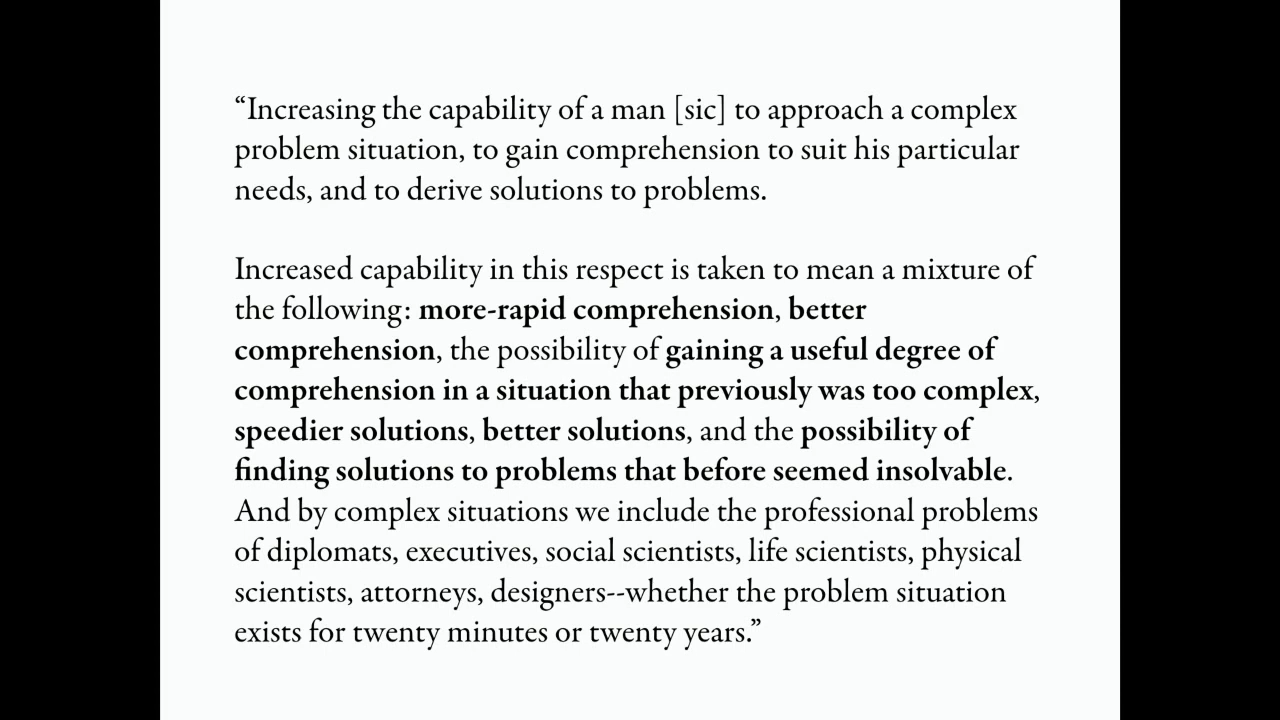 “Increasing the capability of a man [sic] to approach a complex
problem situation, to gain comprehension to suit his particular
needs, and to derive solutions to problems.
Increased capability in this respect is taken to mean a mixture of
the following: more-rapid comprehension, better
comprehension, the possibility of gaining a useful degree of
comprehension in a situation that previously was too complex,
speedier solutions, better solutions, and the possibility of
finding solutions to problems that before seemed insolvable.
And by complex situations we include the professional problems
of diplomats, executives, social scientists, life scientists, physical
scientists, attorneys, designers--whether the problem situation
exists for twenty minutes or twenty years.”